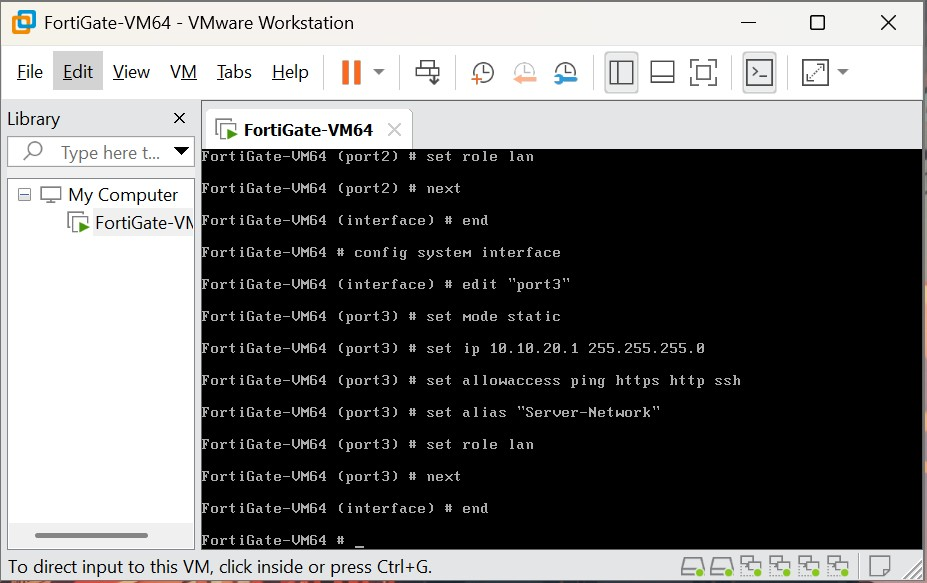 FortiGate-VM64 - VMware Workstation
File Edit View VM Tabs Help
Library
Type here t...
My Computer
FortiGate-VM
FortiGate-VM64
FortiGate-VM64 (port2) # set role lan
FortiGate-VM64 (port2) # next
FortiGate-VM64 (interface) # end
FortiGate-VM64 # config system interface
FortiGate-VM64 (interface) # edit "port3"
FortiGate-VM64 (port3) # set mode static
FortiGate-VM64 (port3) # set ip 10.10.20.1 255.255.255.0
FortiGate-VM64 (port3) # set allowaccess ping https http ssh
FortiGate-VM64 (port3) # set alias "Server-Network"
FortiGate-VM64 (port3) # set role lan
FortiGate-VM64 (port3) # next
FortiGate-VM64 (interface) # end
FortiGate-VM64 # _
To direct input to this VM, click inside or press Ctrl+G.